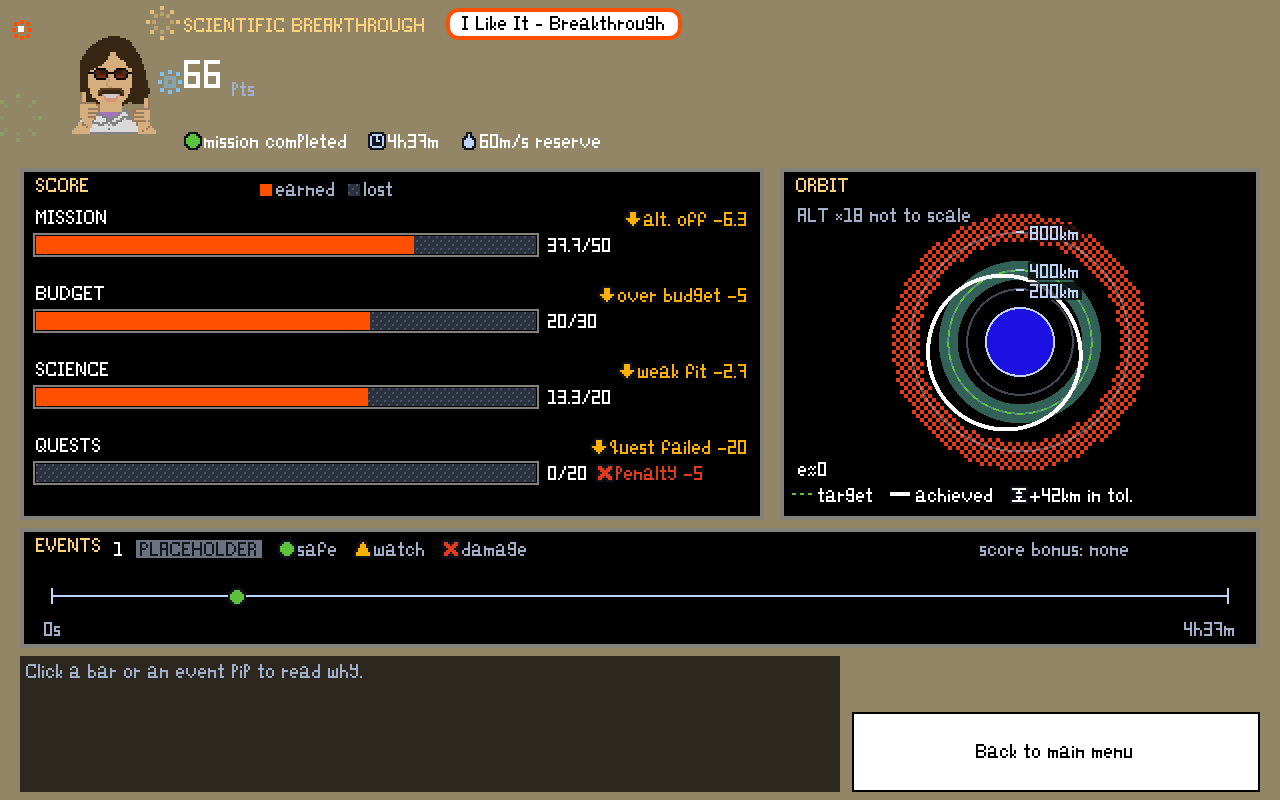 SCIENTIFIC BREAKTHROUGH
I Like It - Breakthrough
66 Pts
mission completed 4h37m 60m/s reserve
SCORE earned lost
MISSION alt. off -6.3
37.7/50
BUDGET over budget -5
20/30
SCIENCE weak fit -2.7
13.3/20
QUESTS quest failed -20
0/20 Penalty -5
ORBIT
ALT ×18 not to scale
800km
400km
200km
e≈0
target achieved +42km in tol.
EVENTS 1 PLACEHOLDER safe watch damage score bonus: none
0s 4h37m
Click a bar or an event pip to read why.
Back to main menu